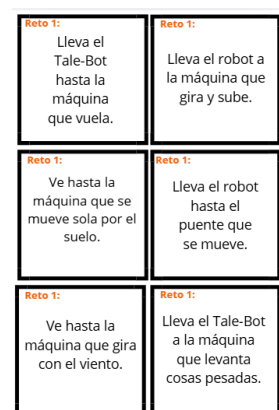 Reto 1:
Lleva el
Tale-Bot
hasta la
máquina
que vuela.
Reto 1:
Lleva el robot a
la máquina que
gira y sube.
Reto 1:
Ve hasta la
máquina que se
mueve sola por el
suelo.
Reto 1:
Lleva el robot
hasta el
puente que
se mueve.
Reto 1:
Ve hasta la
máquina que gira
con el viento.
Reto 1:
Lleva el Tale-Bot
a la máquina
que levanta
cosas pesadas.